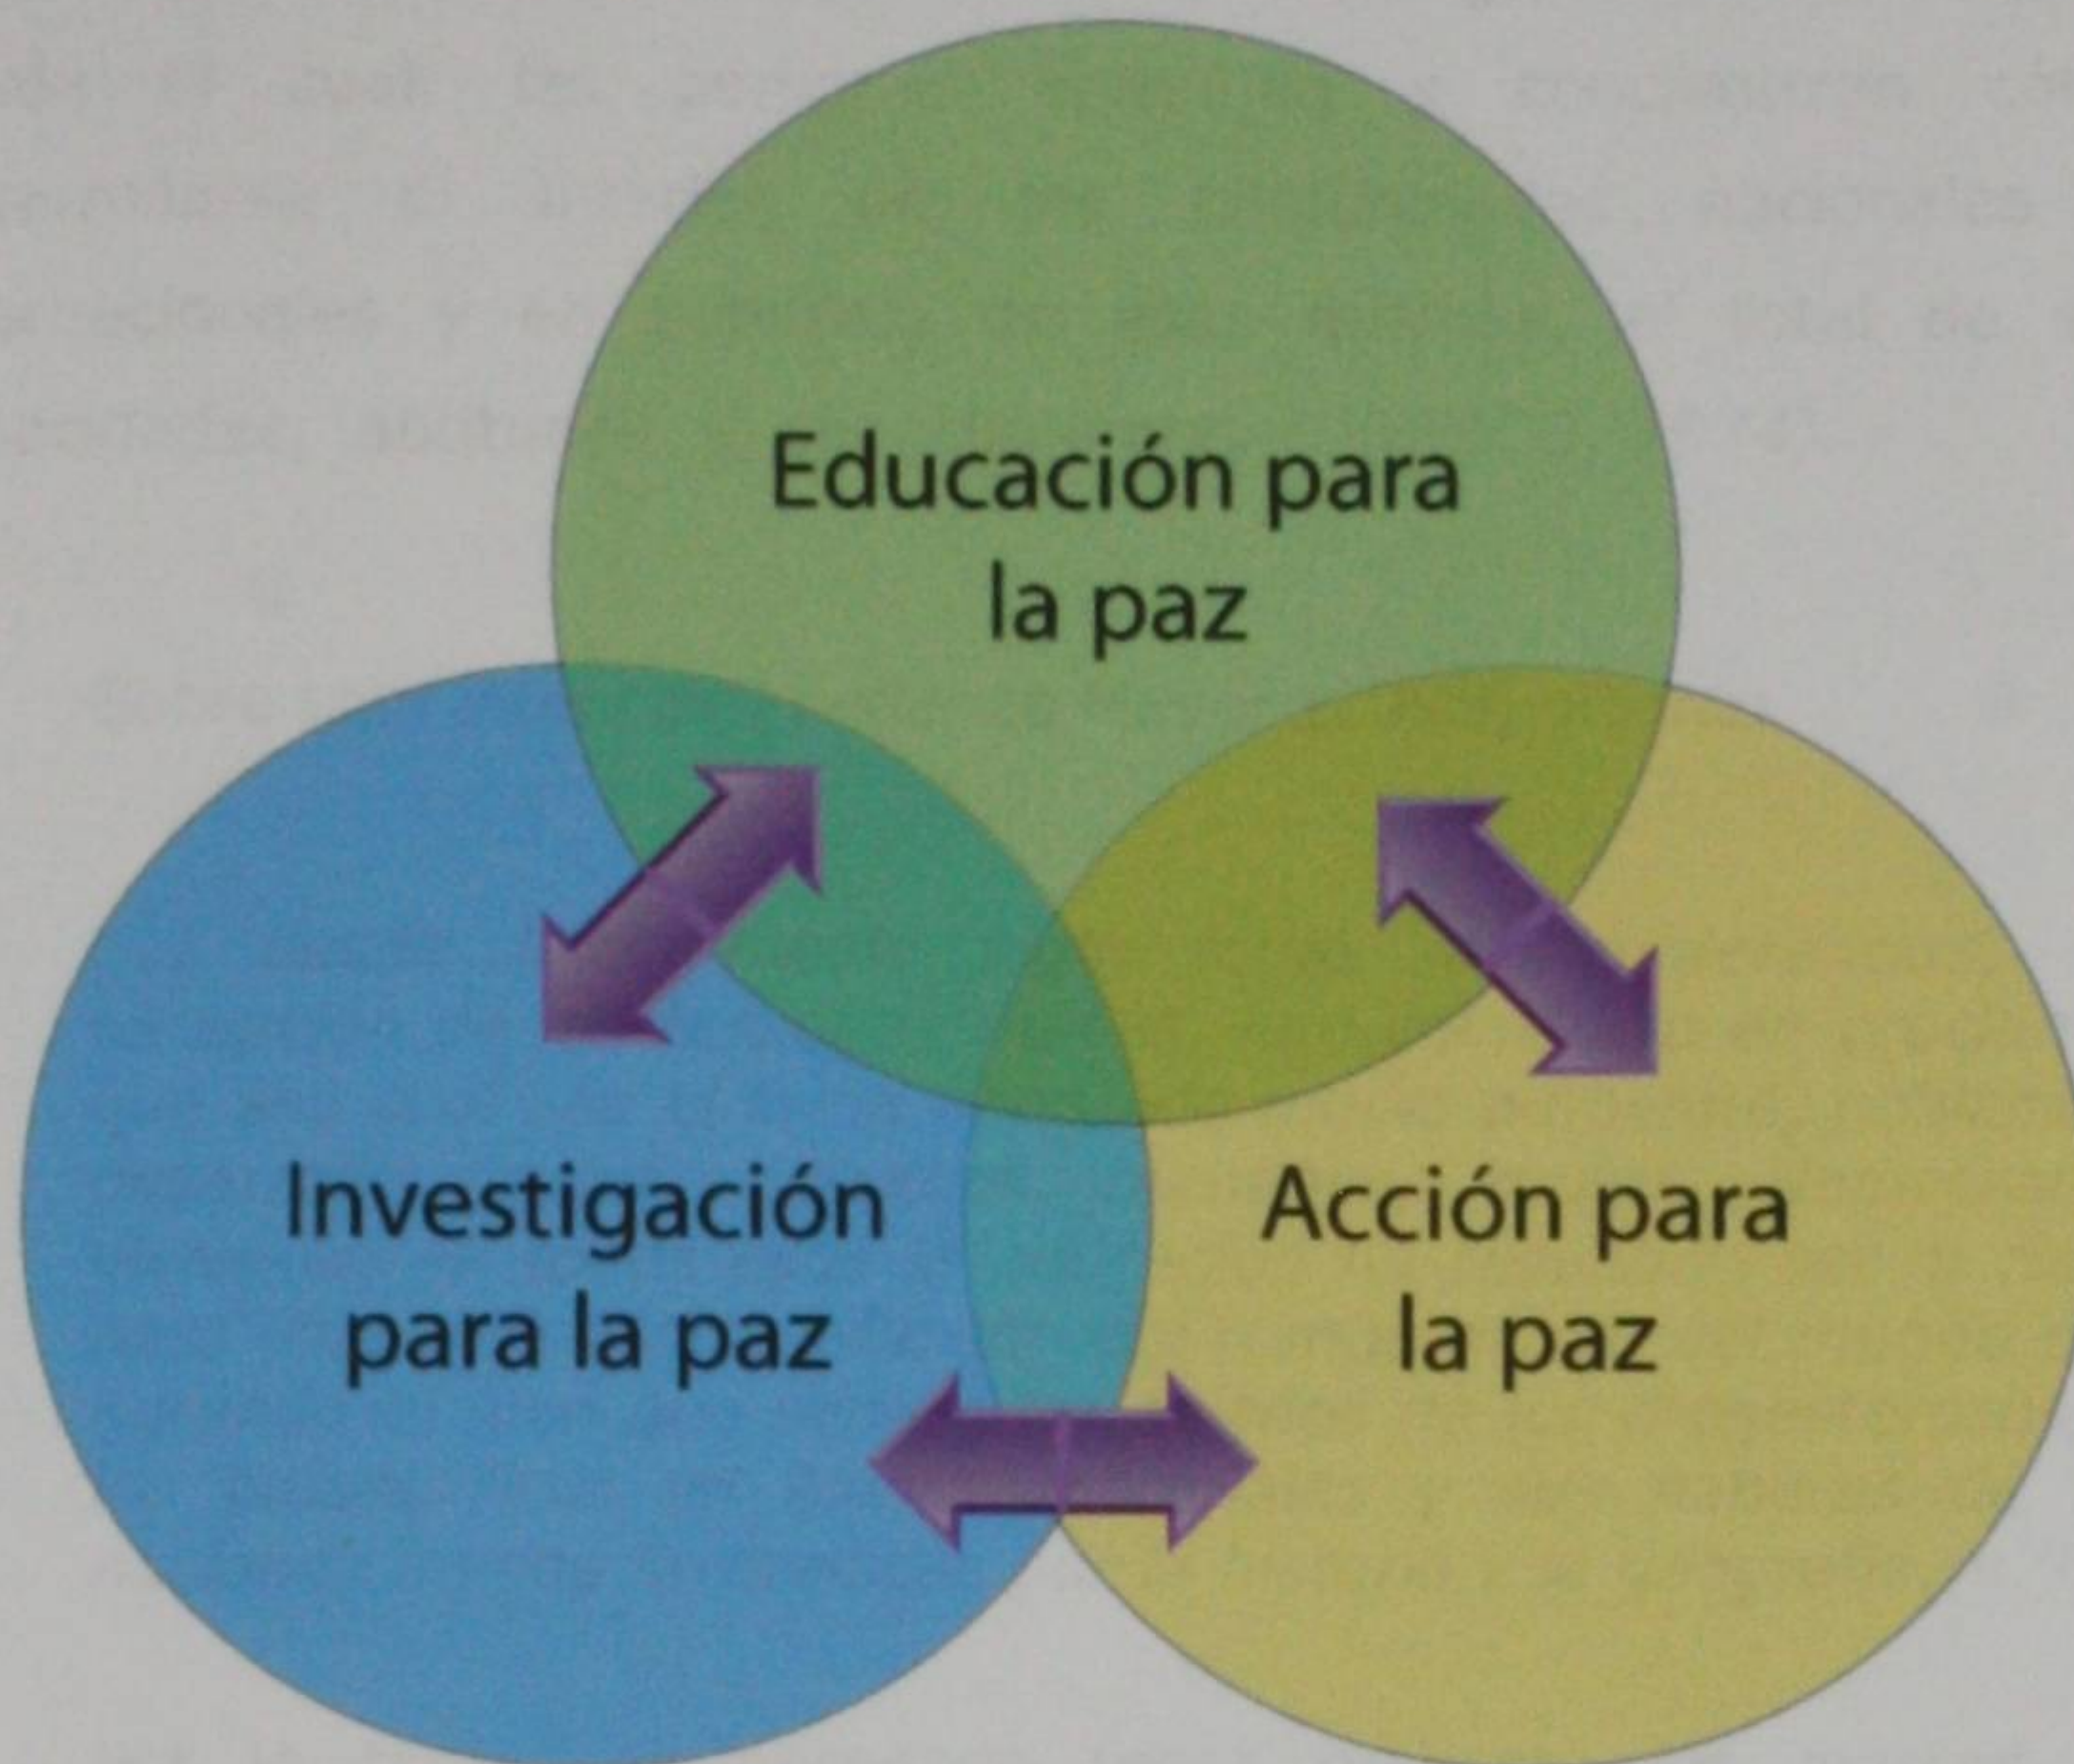 Educación para
la paz
Investigación
para la paz
Acción para
la paz